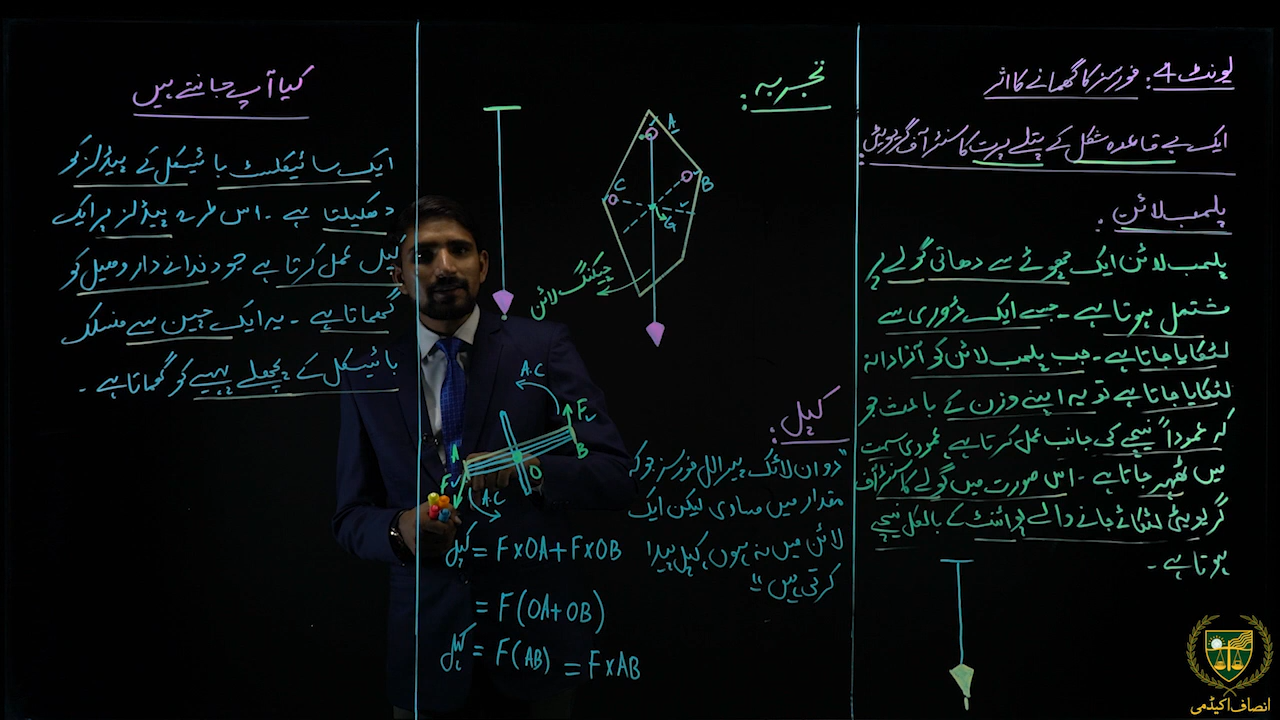 یونٹ 4: فورسز کا گھمانے کا اثر
ایک بے قاعدہ شکل کے پتلے پرت کا سنٹر آف گریویٹی:
پلمب لائن:
پلمب لائن ایک چھوٹے سے دھاتی گولے پر
مشتمل ہوتا ہے۔ جسے ایک ڈوری سے
لٹکایا جاتا ہے۔ جب پلمب لائن کو آزادانہ
لٹکایا جاتا ہے تو یہ اپنے وزن کے باعث جو
کہ عموداً نیچے کی جانب عمل کرتا ہے عمودی سمت
میں ٹھہر جاتا ہے۔ اس صورت میں گولے کا سنٹر آف
گریویٹی لٹکائے جانے والے پوائنٹ کے بالکل نیچے
ہوتا ہے۔
تجربہ:
A
B
C
G
چیکنگ لائن
کپل:
"دو ان لائک پیرالل فورسز جو کہ
مقدار میں مساوی لیکن ایک
لائن میں نہ ہوں، کپل پیدا
کرتی ہیں"
A.C
F₂
A
B
O
A.C
کپل = F×OA + F×OB
= F(OA+OB)
کپل = F(AB) = F×AB
کیا آپ جانتے ہیں
ایک سائیکلسٹ بائیسکل کے پیڈلز کو
دھکیلتا ہے۔ اس طرح پیڈلز پر ایک
کپل عمل کرتا ہے جو دندانے دار وھیل کو
گھماتا ہے۔ یہ ایک چین سے منسلک
بائیسکل کے پچھلے پہیے کو گھماتا ہے۔
انصاف اکیڈمی